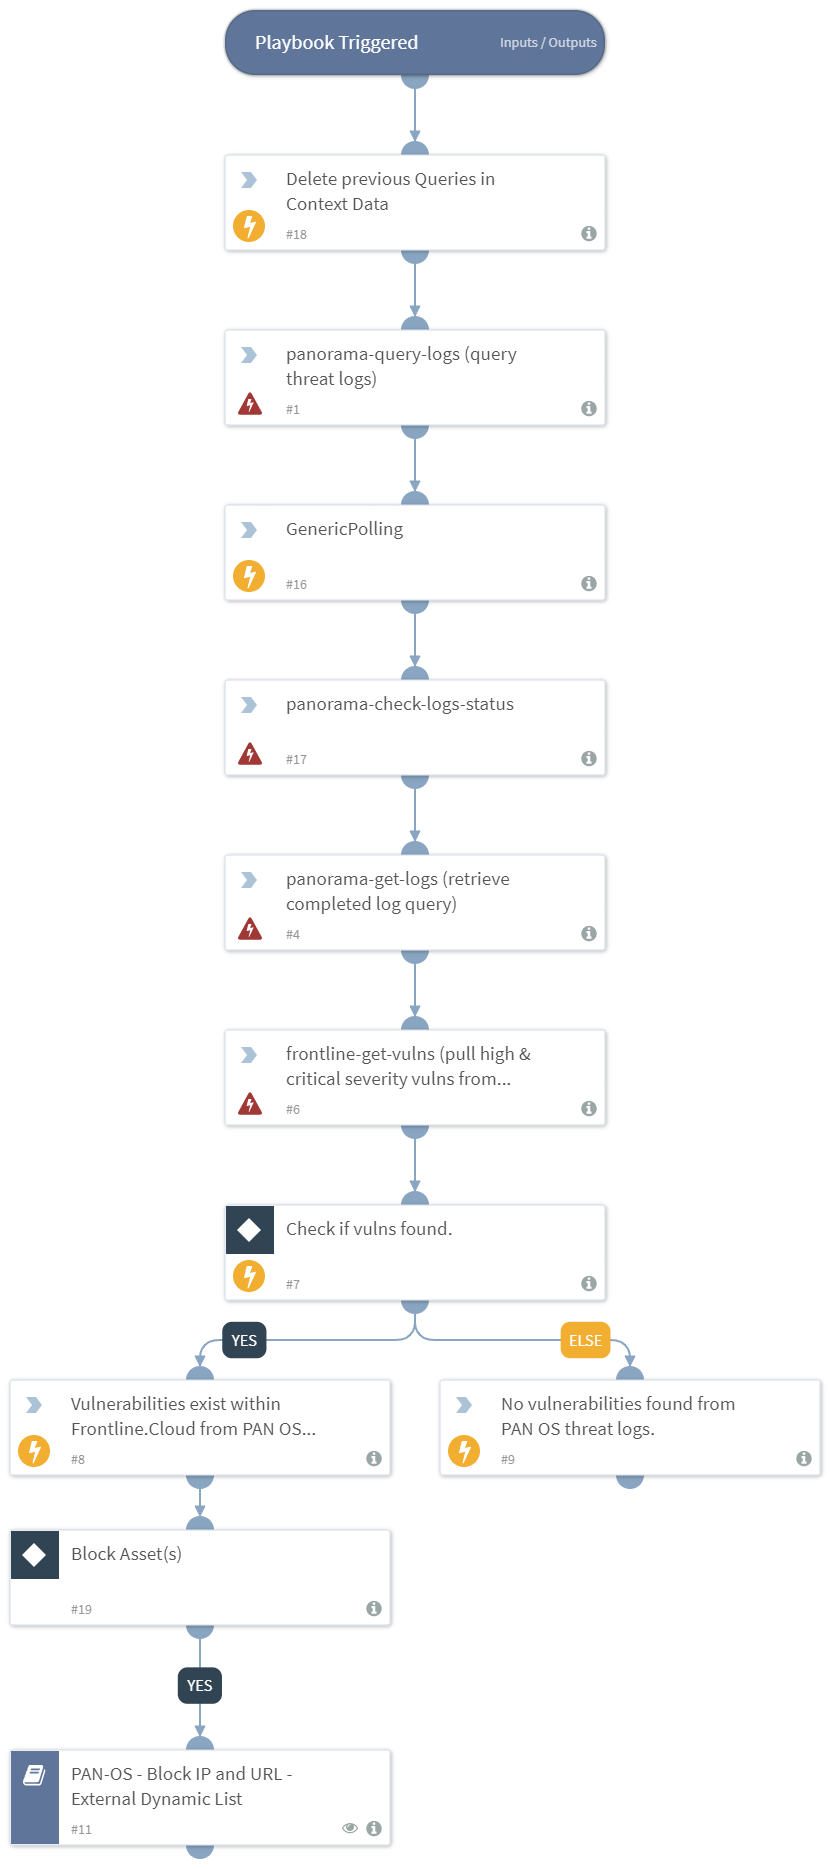 Playbook Triggered
Inputs / Outputs
Delete previous Queries in
Context Data
#18
panorama-query-logs (query
threat logs)
#1
GenericPolling
#16
panorama-check-logs-status
#17
panorama-get-logs (retrieve
completed log query)
#4
frontline-get-vulns (pull high &
critical severity vulns from...
#6
Check if vulns found.
#7
YES
ELSE
Vulnerabilities exist within
Frontline.Cloud from PAN OS...
#8
No vulnerabilities found from
PAN OS threat logs.
#9
Block Asset(s)
#19
YES
PAN-OS - Block IP and URL -
External Dynamic List
#11